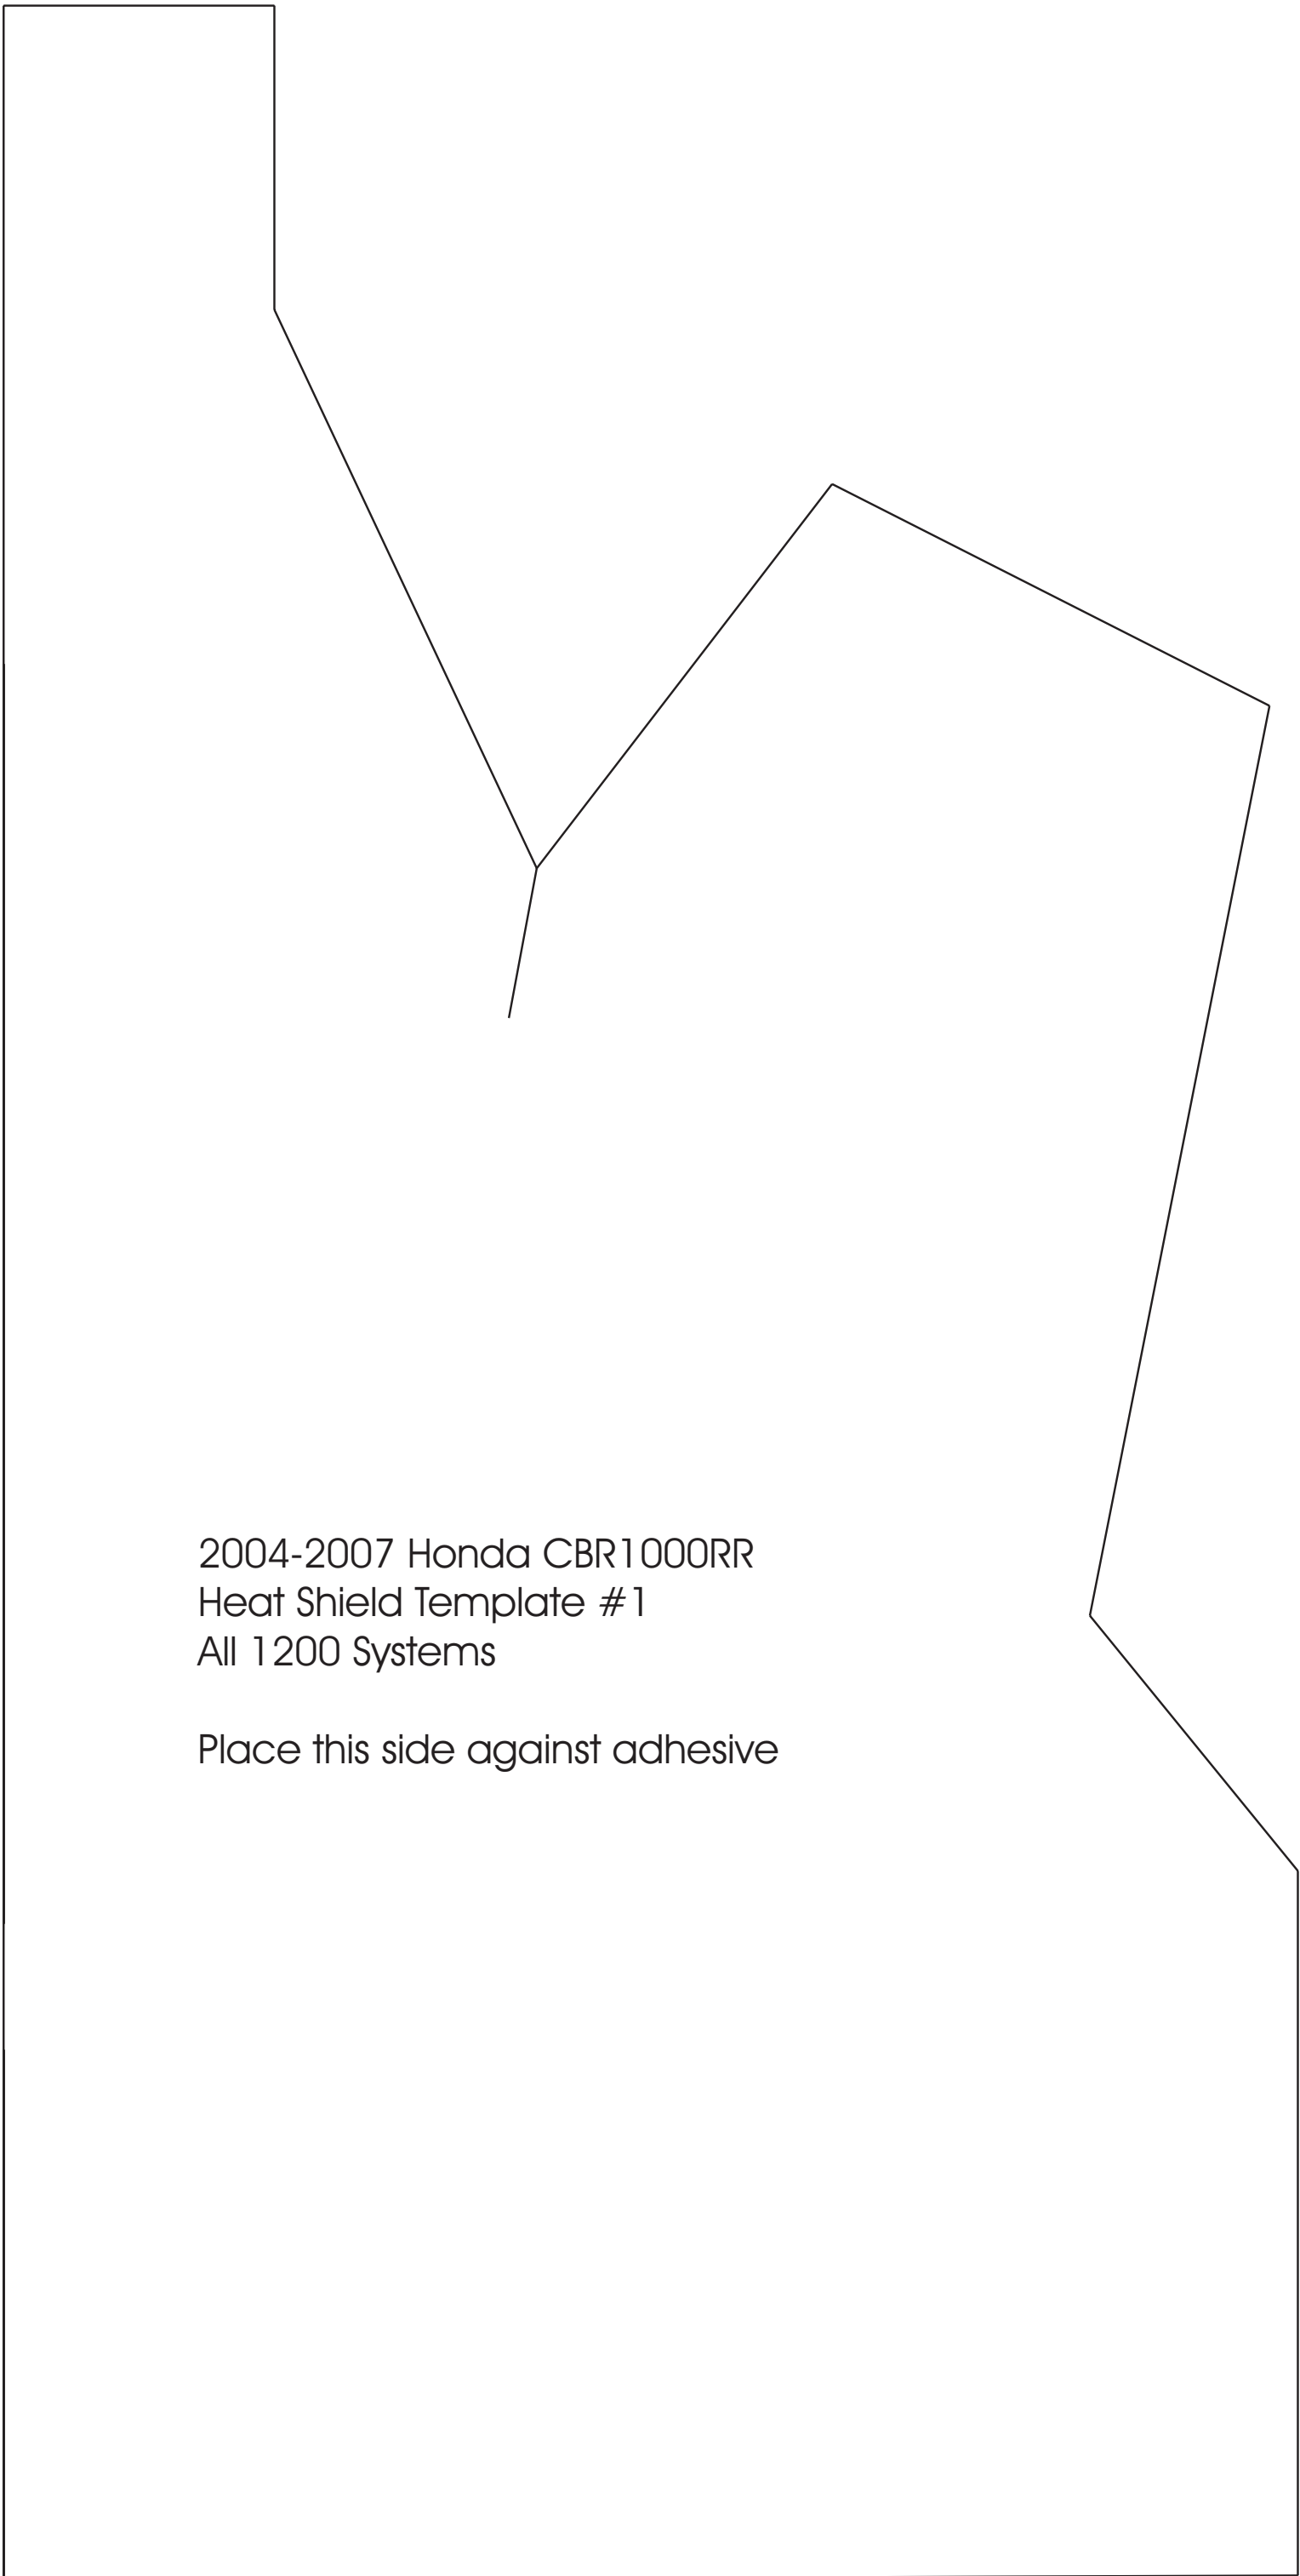 2004-2007 Honda CBR1000RR
Heat Shield Template #1
All 1200 Systems
Place this side against adhesive